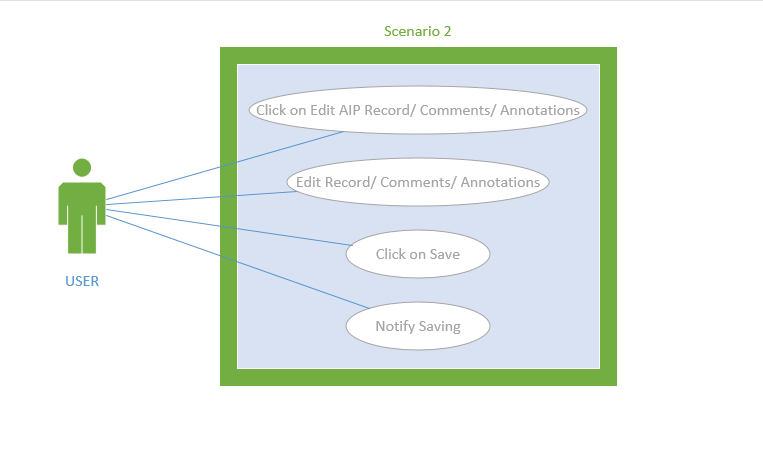 Scenario 2
Click on Edit AIP Record/ Comments/ Annotations
Edit Record/ Comments/ Annotations
Click on Save
Notify Saving
USER